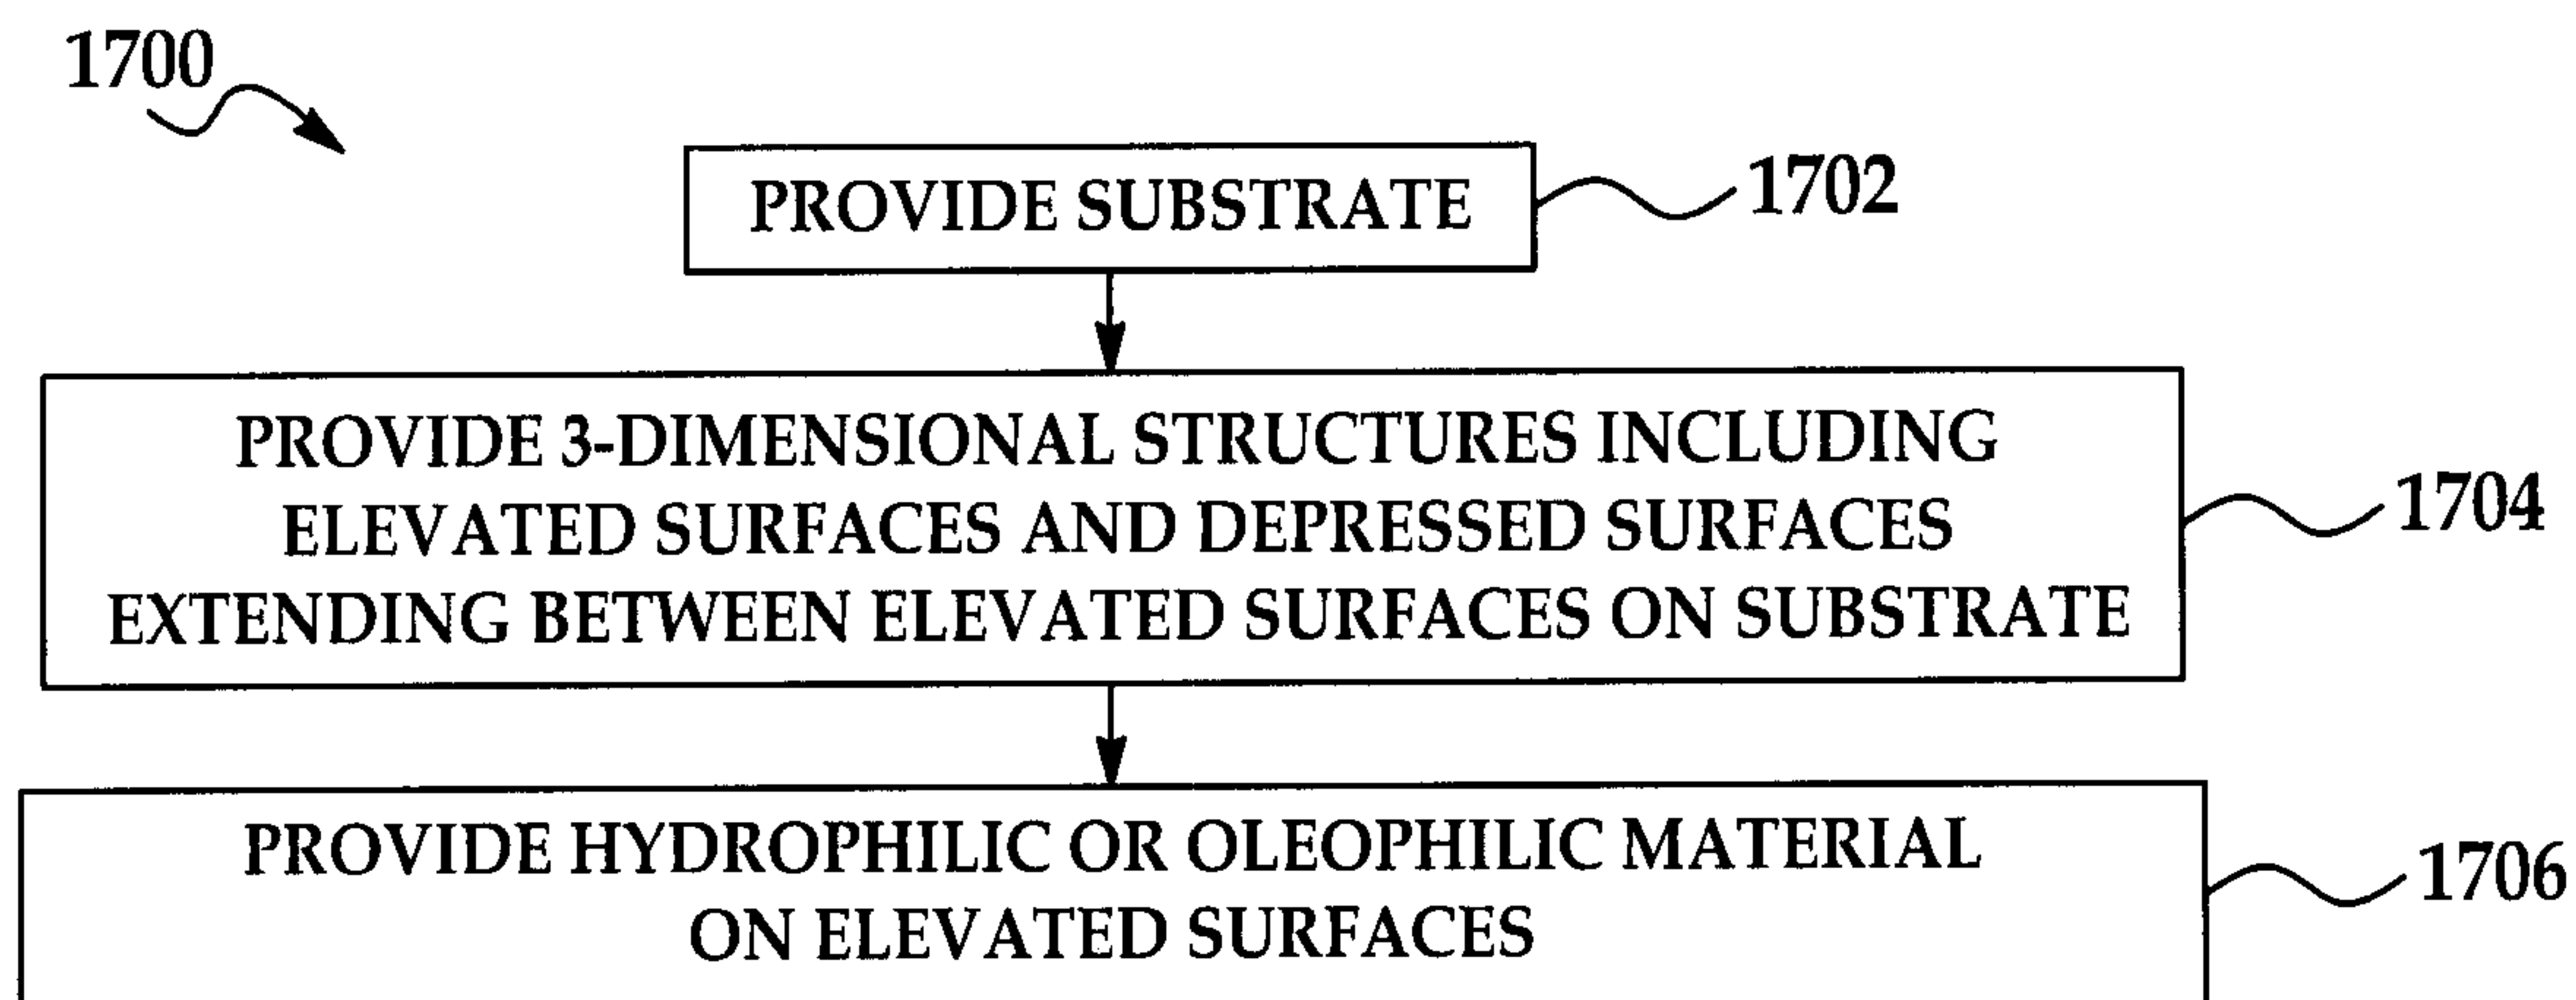 1700
PROVIDE SUBSTRATE
1702
PROVIDE 3-DIMENSIONAL STRUCTURES INCLUDING
ELEVATED SURFACES AND DEPRESSED SURFACES
EXTENDING BETWEEN ELEVATED SURFACES ON SUBSTRATE
1704
PROVIDE HYDROPHILIC OR OLEOPHILIC MATERIAL
ON ELEVATED SURFACES
1706